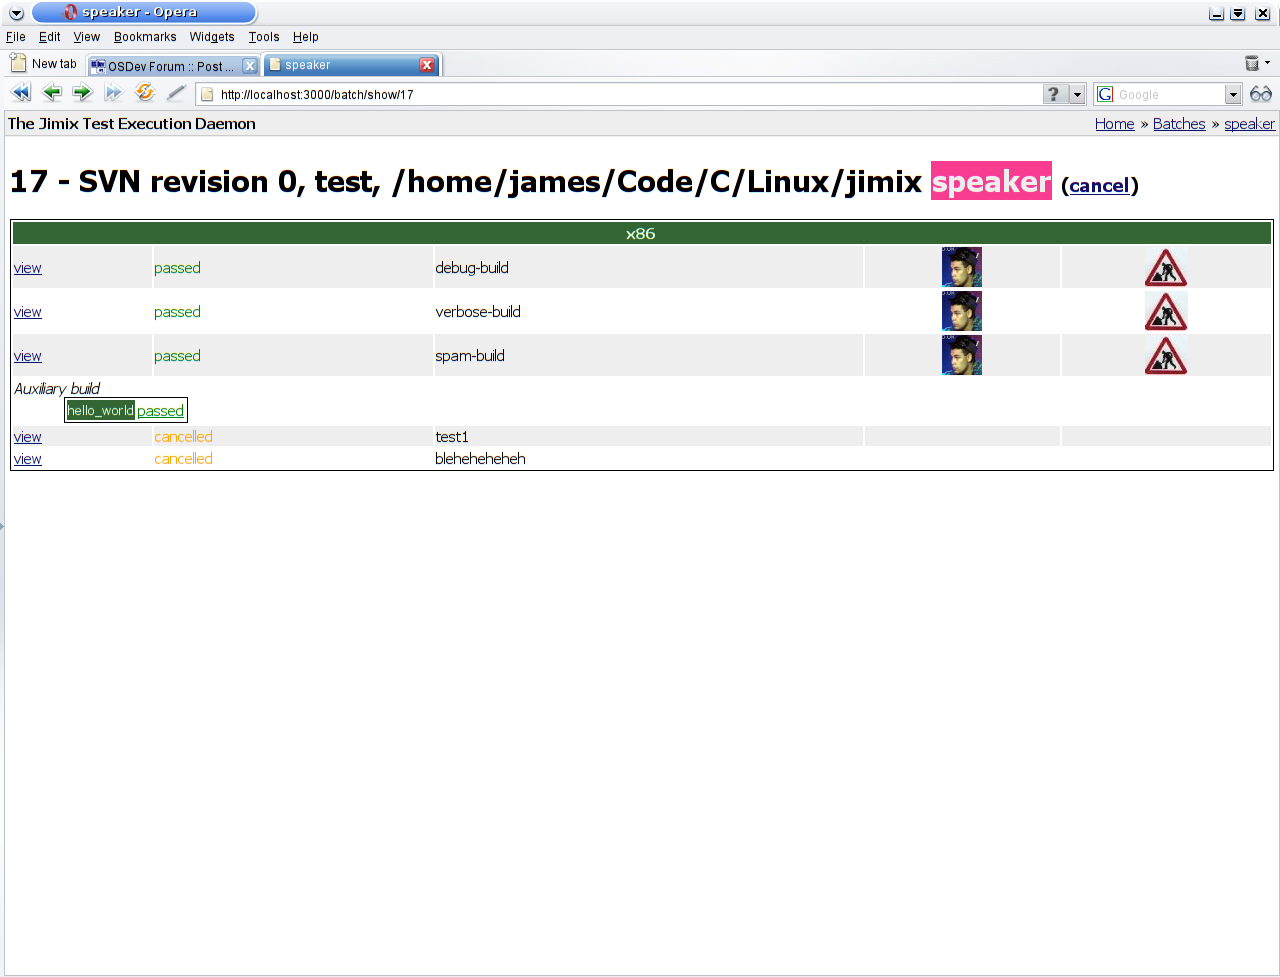 speaker - Opera
File Edit View Bookmarks Widgets Tools Help
New tab OSDev Forum :: Post ... speaker
http://localhost:3000/batch/show/17 ? G Google
The Jimix Test Execution Daemon Home » Batches » speaker
17 - SVN revision 0, test, /home/james/Code/C/Linux/jimix speaker (cancel)
x86
view passed debug-build
view passed verbose-build
view passed spam-build
Auxiliary build
hello_world passed
view cancelled test1
view cancelled bleheheheheh